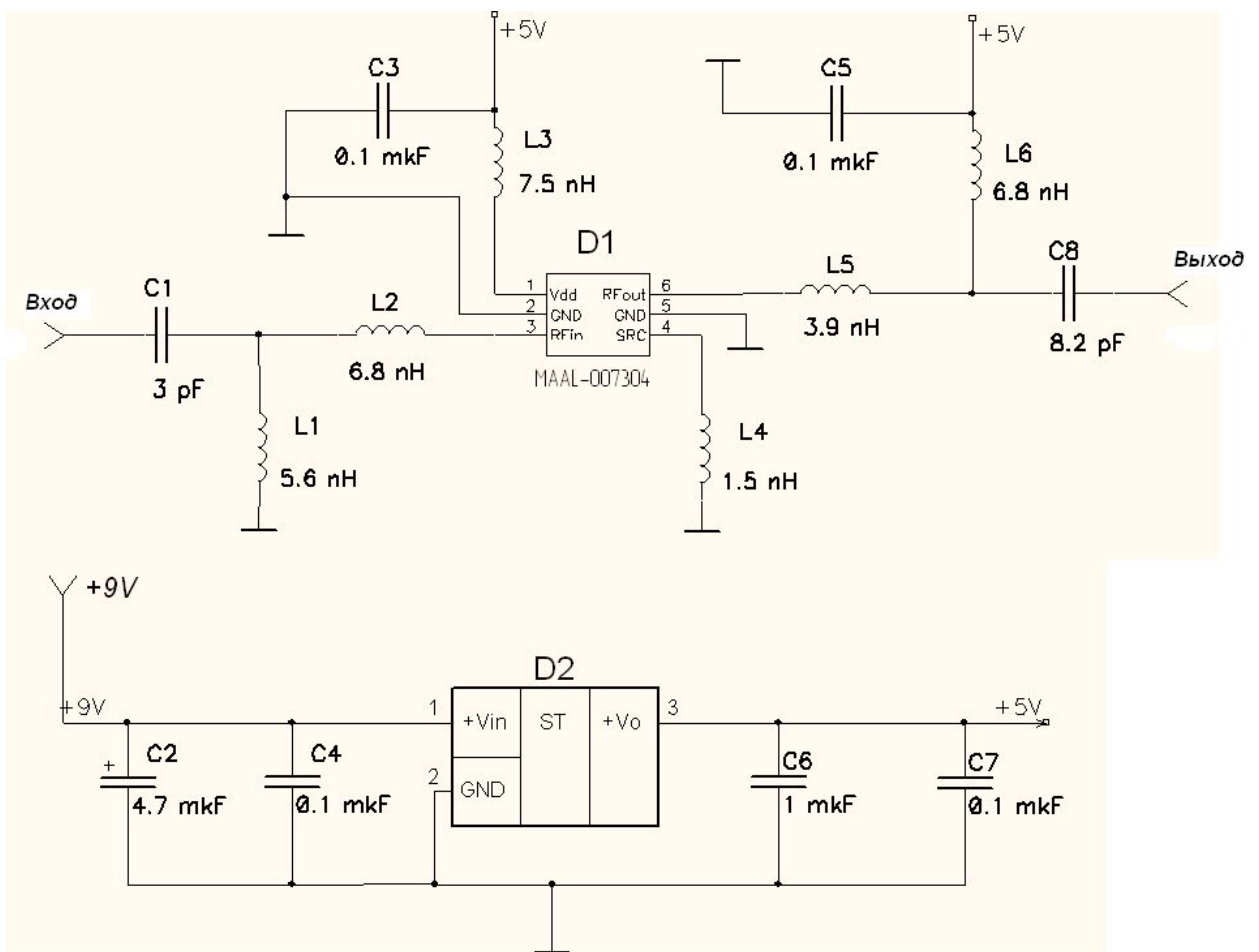 +5V
+5V
C3
C5
0.1 mkF
L3
7.5 nH
0.1 mkF
L6
6.8 nH
D1
C8
Выход
Вход
C1
L2
1
Vdd
RFout
6
L5
2
GND
GND
5
3
RFin
SRC
4
3.9 nH
8.2 pF
3 pF
6.8 nH
MAAL-007304
L1
5.6 nH
L4
1.5 nH
+9V
D2
+9V
1
+Vin
ST
+Vo
3
+5V
C2
+
4.7 mkF
C4
0.1 mkF
2
GND
C6
1 mkF
C7
0.1 mkF